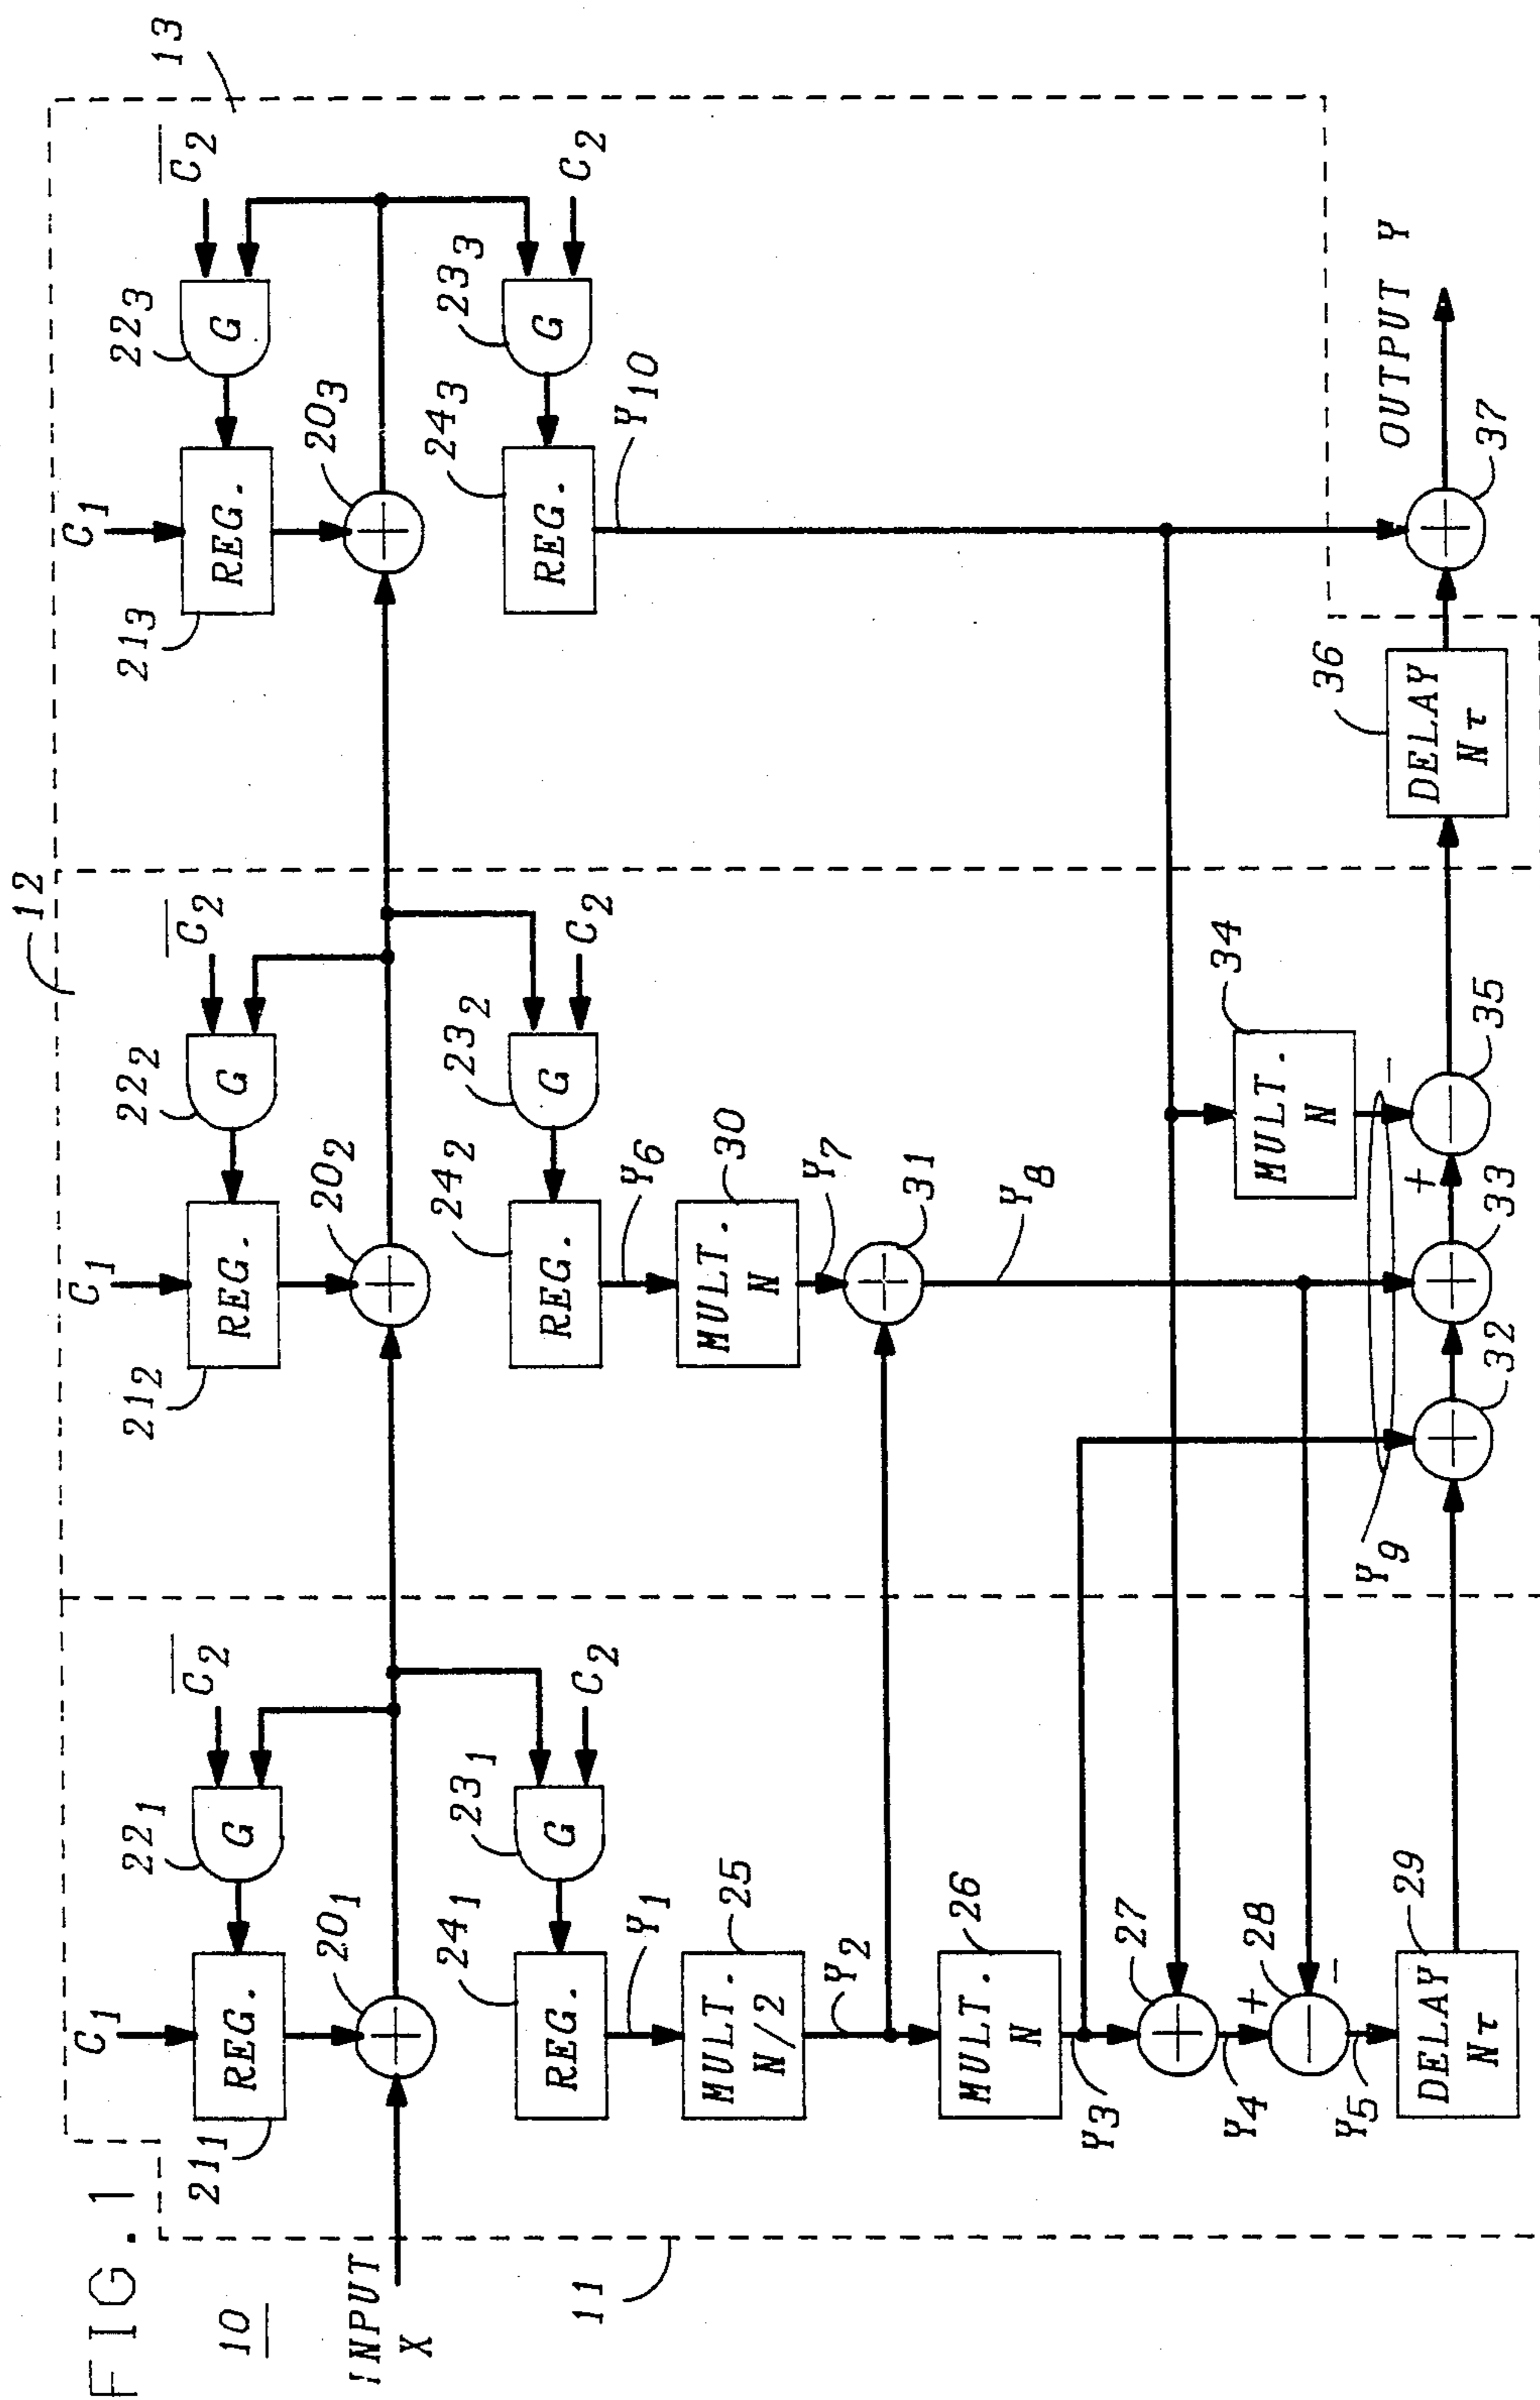 FIG. 1
10
INPUT
X
11
12
13
C1
C1
C1
211
REG.
221
G
C2
212
REG.
222
G
C2
213
REG.
223
G
C2
201
202
203
241
REG.
231
G
C2
242
REG.
232
G
C2
243
REG.
233
G
C2
Y1
Y6
Y10
MULT.
N/2
25
MULT.
N
30
Y2
Y7
31
Y8
MULT.
N
26
Y3
27
Y4
+
28
-
Y5
MULT.
N
34
Y9
+
-
DELAY
Nτ
29
32
33
35
DELAY
Nτ
36
37
OUTPUT Y